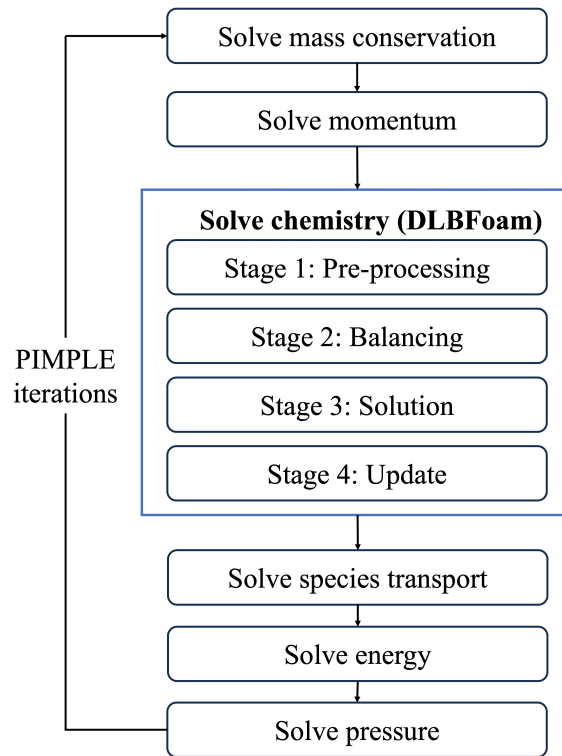 Solve mass conservation
Solve momentum
Solve chemistry (DLBFoam)
Stage 1: Pre-processing
Stage 2: Balancing
Stage 3: Solution
Stage 4: Update
PIMPLE
iterations
Solve species transport
Solve energy
Solve pressure